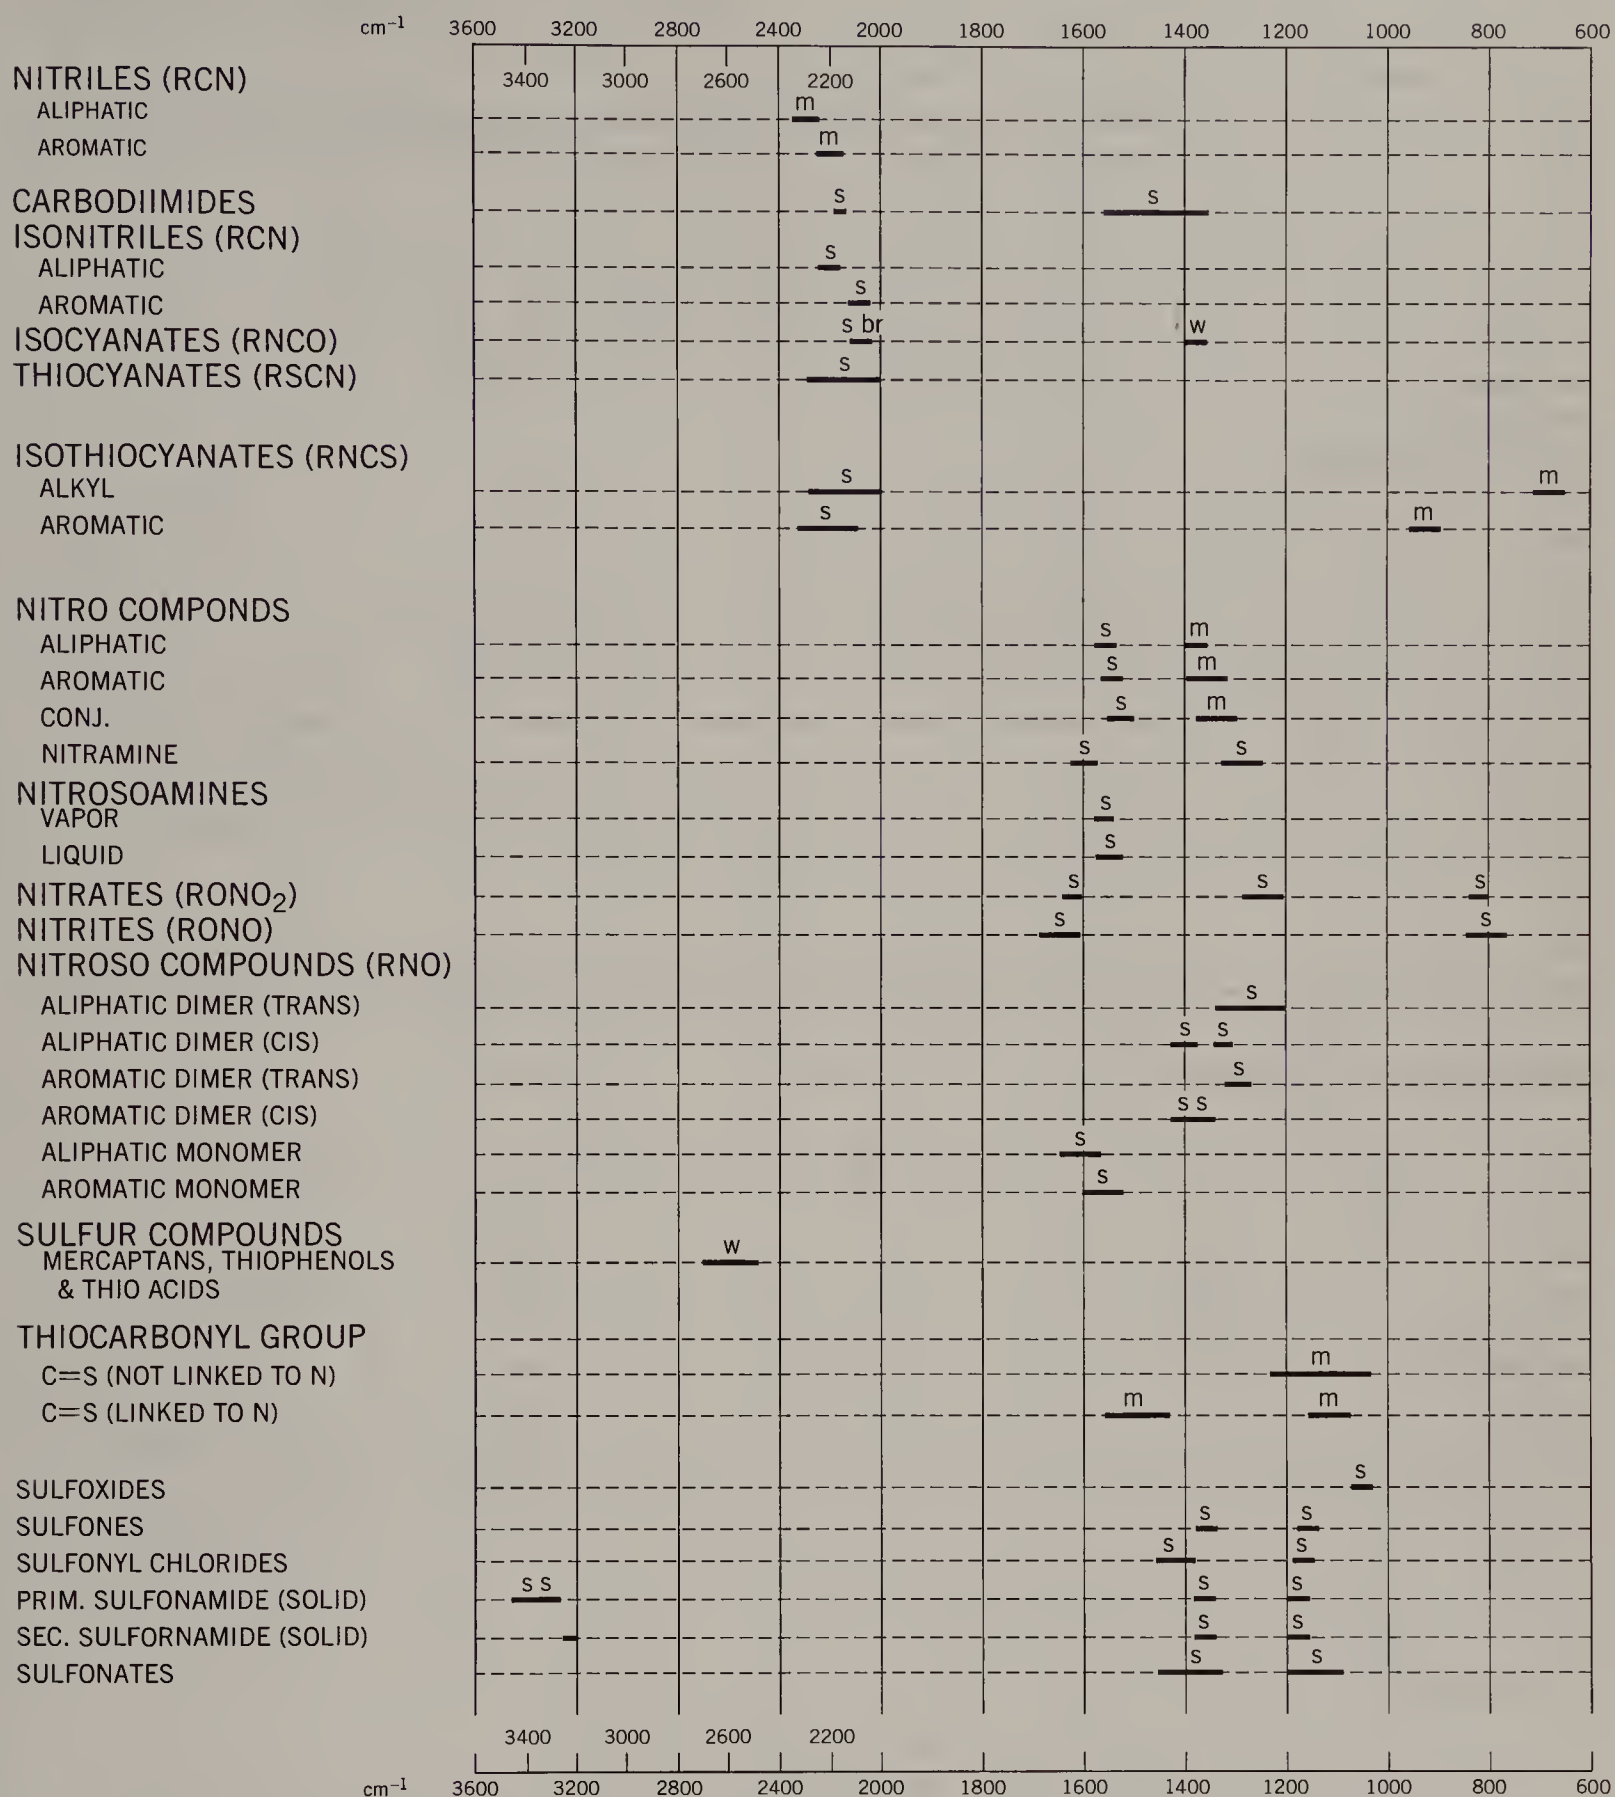 cm⁻¹ 3600 3200 2800 2400 2000 1800 1600 1400 1200 1000 800 600
3400 3000 2600 2200
NITRILES (RCN)
m
ALIPHATIC
m
AROMATIC
s s
CARBODIIMIDES
ISONITRILES (RCN)
s
ALIPHATIC
s
AROMATIC
s br w
ISOCYANATES (RNCO)
s
THIOCYANATES (RSCN)
ISOTHIOCYANATES (RNCS)
s m
ALKYL
s m
AROMATIC
NITRO COMPONDS
s m
ALIPHATIC
s m
AROMATIC
s m
CONJ.
s s
NITRAMINE
NITROSOAMINES
s
VAPOR
s
LIQUID
s s s
NITRATES (RONO₂)
s s
NITRITES (RONO)
NITROSO COMPOUNDS (RNO)
s
ALIPHATIC DIMER (TRANS)
s s
ALIPHATIC DIMER (CIS)
s
AROMATIC DIMER (TRANS)
s s
AROMATIC DIMER (CIS)
s
ALIPHATIC MONOMER
s
AROMATIC MONOMER
SULFUR COMPOUNDS
w
MERCAPTANS, THIOPHENOLS
& THIO ACIDS
THIOCARBONYL GROUP
m
C=S (NOT LINKED TO N)
m m
C=S (LINKED TO N)
s
SULFOXIDES
s s
SULFONES
s s
SULFONYL CHLORIDES
s s s s
PRIM. SULFONAMIDE (SOLID)
s s
SEC. SULFORNAMIDE (SOLID)
s s
SULFONATES
3400 3000 2600 2200
cm⁻¹ 3600 3200 2800 2400 2000 1800 1600 1400 1200 1000 800 600